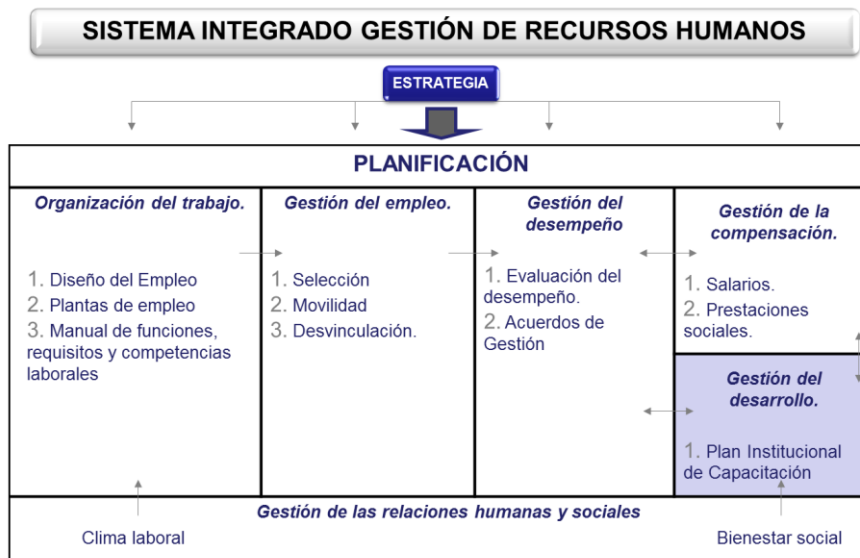 SISTEMA INTEGRADO GESTIÓN DE RECURSOS HUMANOS
ESTRATEGIA
PLANIFICACIÓN
Organización del trabajo.
1. Diseño del Empleo
2. Plantas de empleo
3. Manual de funciones,
requisitos y competencias
laborales
Gestión del empleo.
1. Selección
2. Movilidad
3. Desvinculación.
Gestión del
desempeño
1. Evaluación del
desempeño.
2. Acuerdos de
Gestión
Gestión de la
compensación.
1. Salarios.
2. Prestaciones
sociales.
Gestión del
desarrollo.
1. Plan Institucional
de Capacitación
Gestión de las relaciones humanas y sociales
Clima laboral
Bienestar social